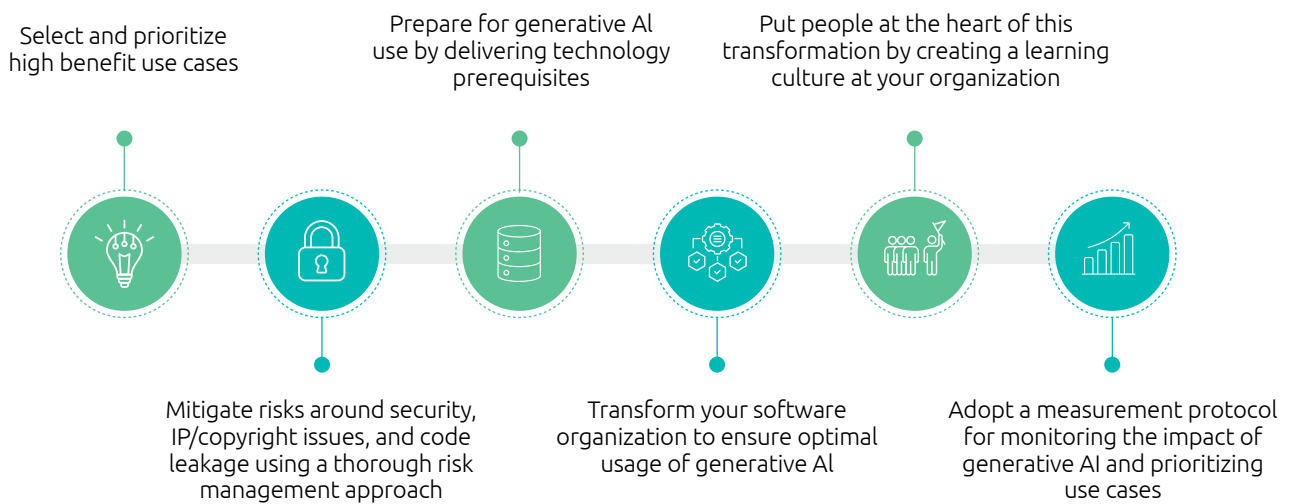 Select and prioritize
high benefit use cases
Mitigate risks around security,
IP/copyright issues, and code
leakage using a thorough risk
management approach
Prepare for generative AI
use by delivering technology
prerequisites
Transform your software
organization to ensure optimal
usage of generative AI
Put people at the heart of this
transformation by creating a learning
culture at your organization
Adopt a measurement protocol
for monitoring the impact of
generative AI and prioritizing
use cases